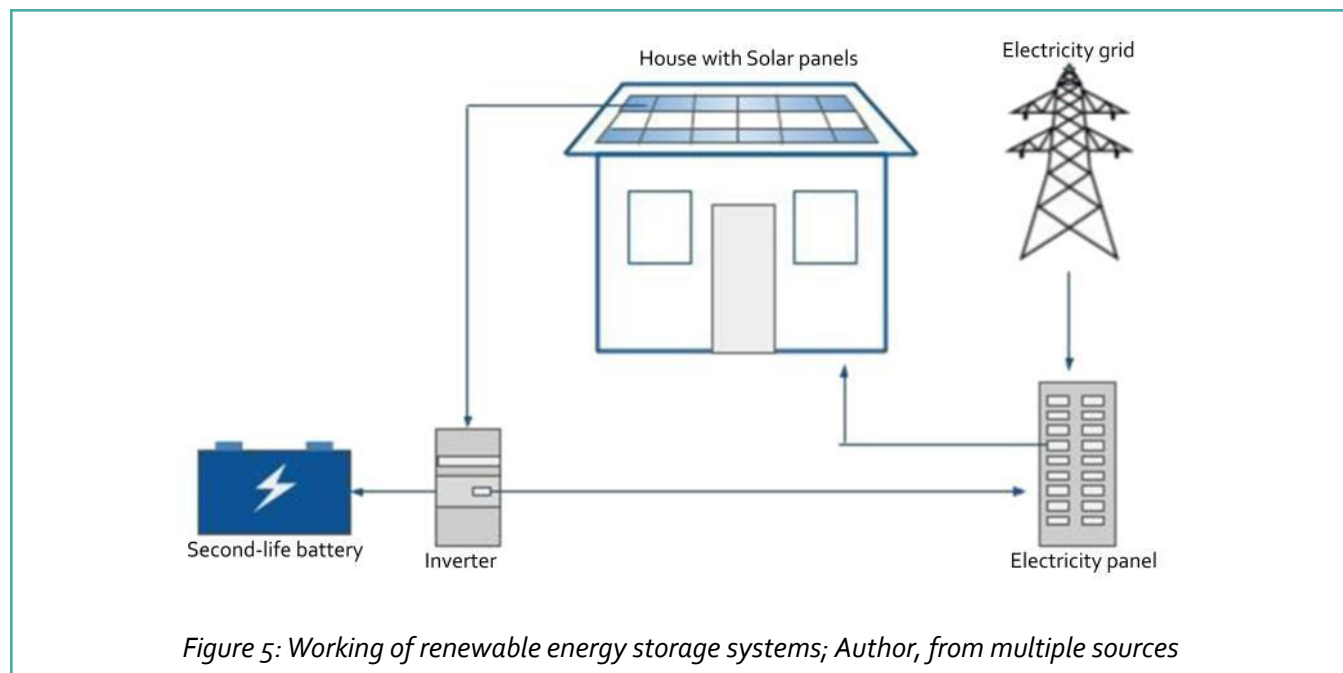 House with Solar panels
Electricity grid
Second-life battery
Inverter
Electricity panel
Figure 5: Working of renewable energy storage systems; Author, from multiple sources